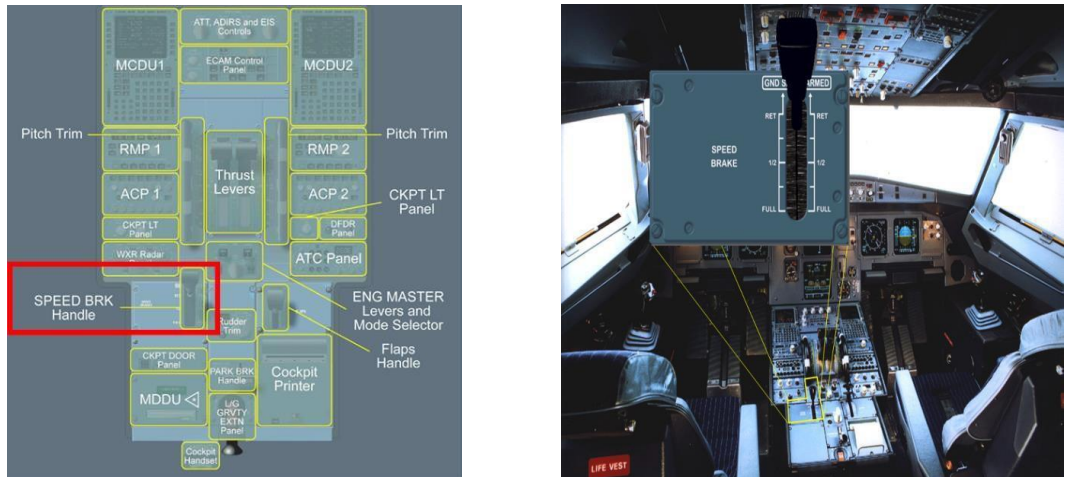 ATT. ADIRS and EIS
Controls
MCDU1
ECAM Control
Panel
MCDU2
Pitch Trim
Pitch Trim
RMP 1
Thrust
Levers
RMP 2
ACP 1
ACP 2
CKPT LT
Panel
CKPT LT
Panel
DFDR
Panel
WXR Radar
ATC Panel
SPEED BRK
Handle
ENG MASTER
Levers and
Mode Selector
Rudder
Trim
Flaps
Handle
CKPT DOOR
Panel
PARK BRK
Handle
Cockpit
Printer
MDDU
L/G
GRVTY
EXTN
Panel
Cockpit
Handset
GND S ARMED
RET RET
SPEED
BRAKE
1/2 1/2
FULL FULL
LIFE VEST